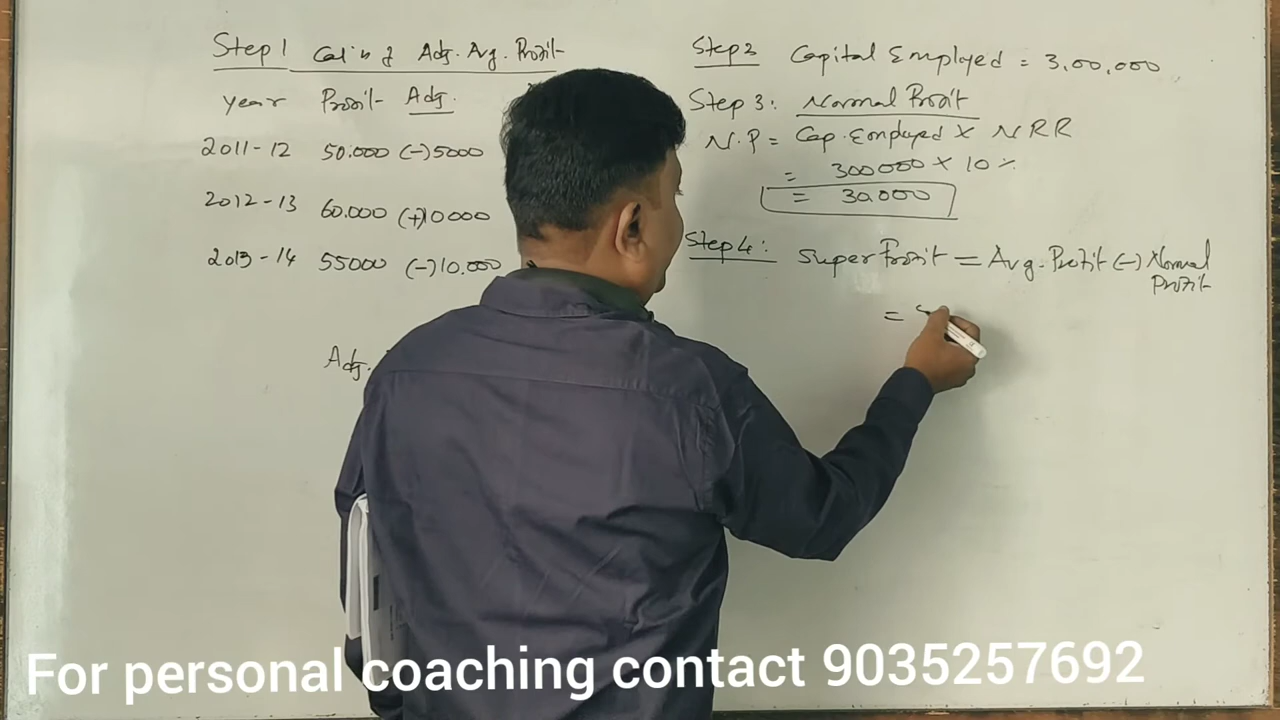 Step 1 Cal'n of Adj. Avg. Profit
year Profit Adj.
2011-12 50.000 (-) 5000
2012-13 60.000 (+) 10000
2013-14 55000 (-) 10.000
Adj.
Step 2 Capital Employed = 3,00,000
Step 3: Normal Profit
N.P = Cap. Employed × NRR
= 300000 × 10 %
= 30,000
Step 4: Super Profit = Avg. Profit (-) Normal
Profit
=
For personal coaching contact 9035257692